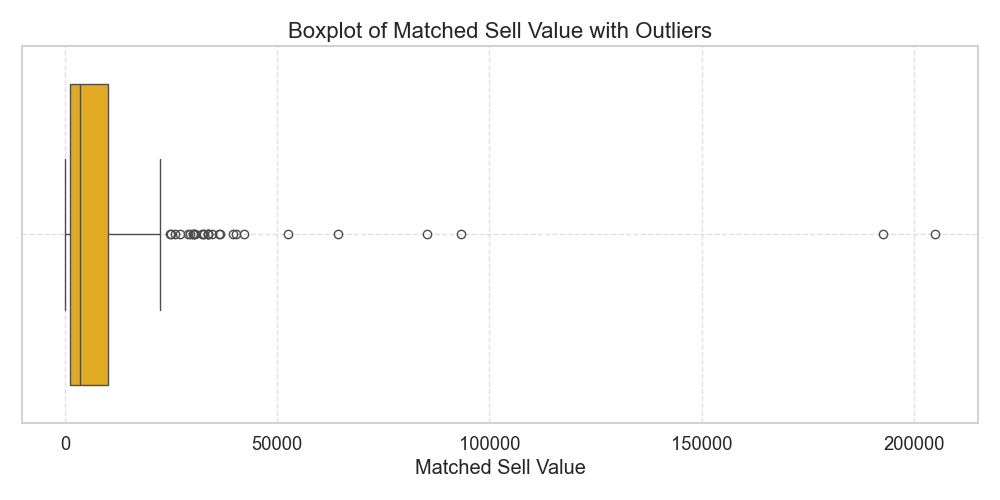 Boxplot of Matched Sell Value with Outliers
0 50000 100000 150000 200000
Matched Sell Value